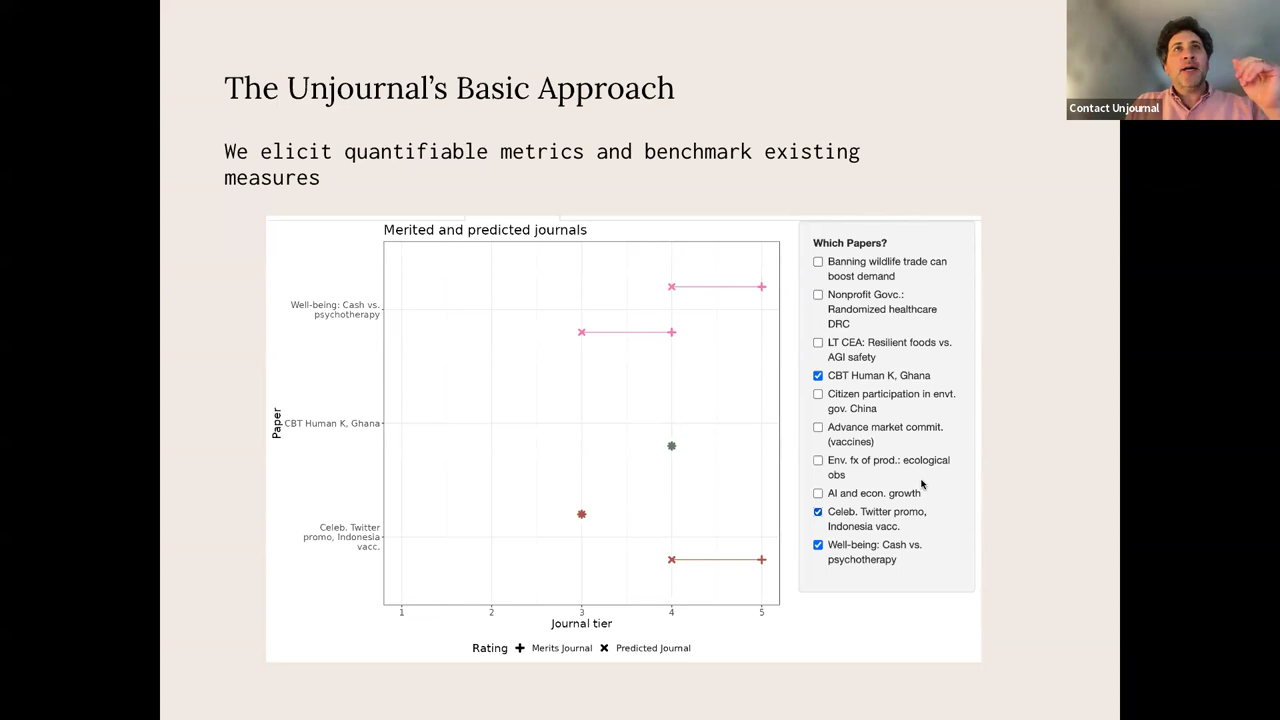 The Unjournal's Basic Approach
Contact Unjournal
We elicit quantifiable metrics and benchmark existing
measures
Merited and predicted journals
Paper
Well-being: Cash vs.
psychotherapy
CBT Human K, Ghana
Celeb. Twitter
promo, Indonesia
vacc.
1 2 3 4 5
Journal tier
Rating Merits Journal Predicted Journal
Which Papers?
Banning wildlife trade can
boost demand
Nonprofit Govc.:
Randomized healthcare
DRC
LT CEA: Resilient foods vs.
AGI safety
CBT Human K, Ghana
Citizen participation in envt.
gov. China
Advance market commit.
(vaccines)
Env. fx of prod.: ecological
obs
AI and econ. growth
Celeb. Twitter promo,
Indonesia vacc.
Well-being: Cash vs.
psychotherapy